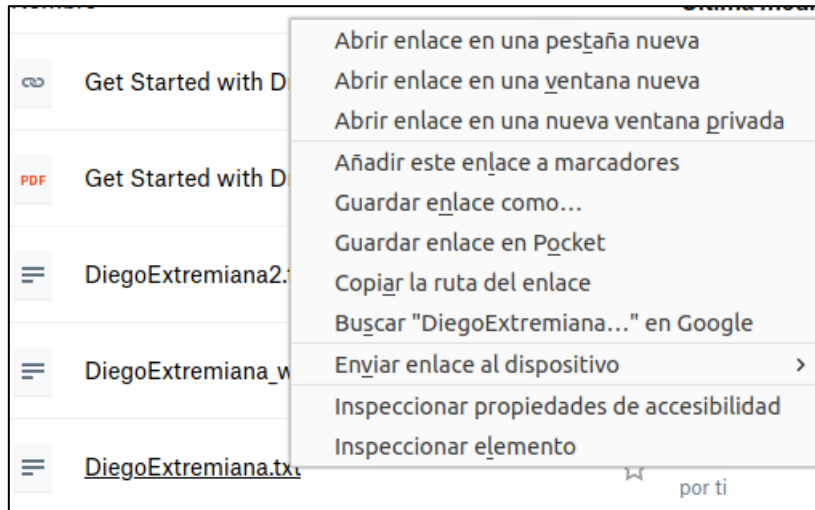 Abrir enlace en una pestaña nueva
Get Started with
Abrir enlace en una ventana nueva
Abrir enlace en una nueva ventana privada
Añadir este enlace a marcadores
PDF
Get Started with
Guardar enlace como...
Guardar enlace en Pocket
DiegoExtremiana2.
Copiar la ruta del enlace
Buscar "DiegoExtremiana..." en Google
DiegoExtremiana_w
Enviar enlace al dispositivo
Inspeccionar propiedades de accesibilidad
Inspeccionar elemento
DiegoExtremiana.txt
por ti